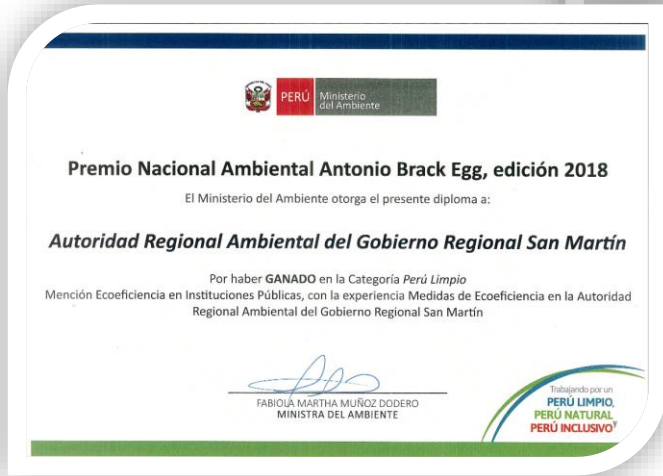 PERÚ
Ministerio
del Ambiente
Premio Nacional Ambiental Antonio Brack Egg, edición 2018
El Ministerio del Ambiente otorga el presente diploma a:
Autoridad Regional Ambiental del Gobierno Regional San Martín
Por haber GANADO en la Categoría Perú Limpio
Mención Ecoeficiencia en Instituciones Públicas, con la experiencia Medidas de Ecoeficiencia en la Autoridad
Regional Ambiental del Gobierno Regional San Martín
FABIOLA MARTHA MUÑOZ DODERO
MINISTRA DEL AMBIENTE
Trabajando por un
PERÚ LIMPIO,
PERÚ NATURAL
PERÚ INCLUSIVO